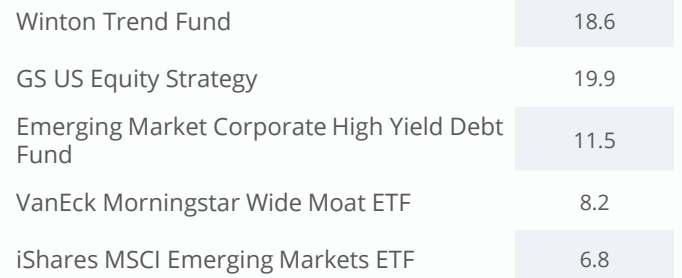 Winton Trend Fund 18.6
GS US Equity Strategy 19.9
Emerging Market Corporate High Yield Debt
Fund 11.5
VanEck Morningstar Wide Moat ETF 8.2
iShares MSCI Emerging Markets ETF 6.8